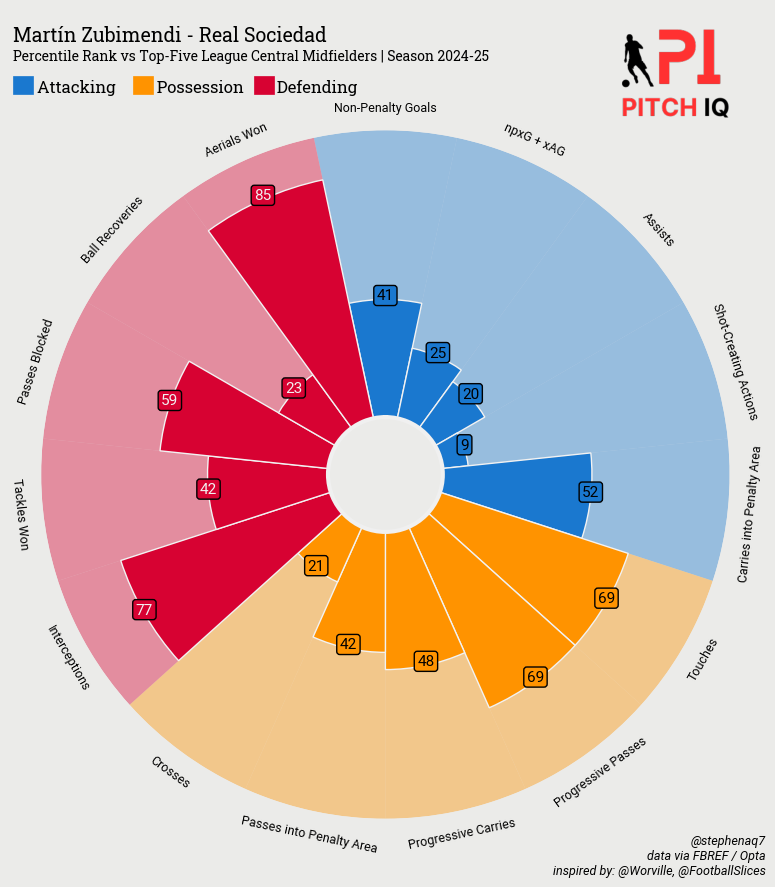 Martín Zubimendi - Real Sociedad
Percentile Rank vs Top-Five League Central Midfielders | Season 2024-25
Attacking
Possession
Defending
PI
PITCH IQ
Non-Penalty Goals
npxG + xAG
Assists
Shot-Creating Actions
Carries into Penalty Area
Touches
Progressive Passes
Progressive Carries
Passes into Penalty Area
Crosses
Interceptions
Tackles Won
Passes Blocked
Ball Recoveries
Aerials Won
41
25
20
9
52
69
69
48
42
21
77
42
59
23
85
@stephenaq7
data via FBREF / Opta
inspired by: @Worville, @FootballSlices